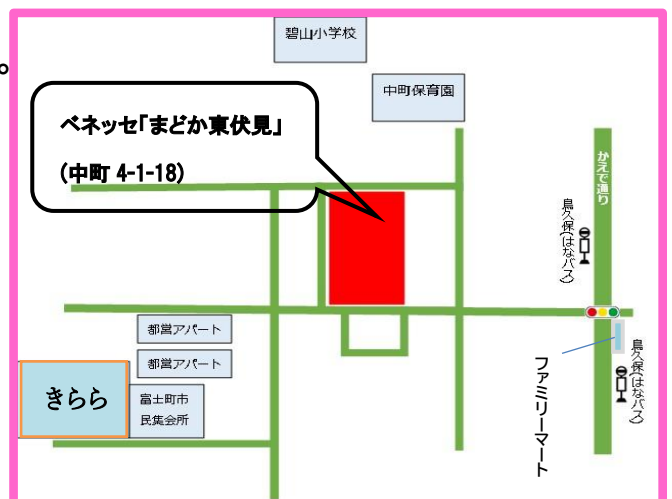 。
碧山小学校
中町保育園
ベネッセ「まどか東伏見」
(中町 4-1-18)
かえで通り
鳥久保(はなバス)
都営アパート
都営アパート
きらら
富士町市
民集会所
ファミリーマート
鳥久保(はなバス)